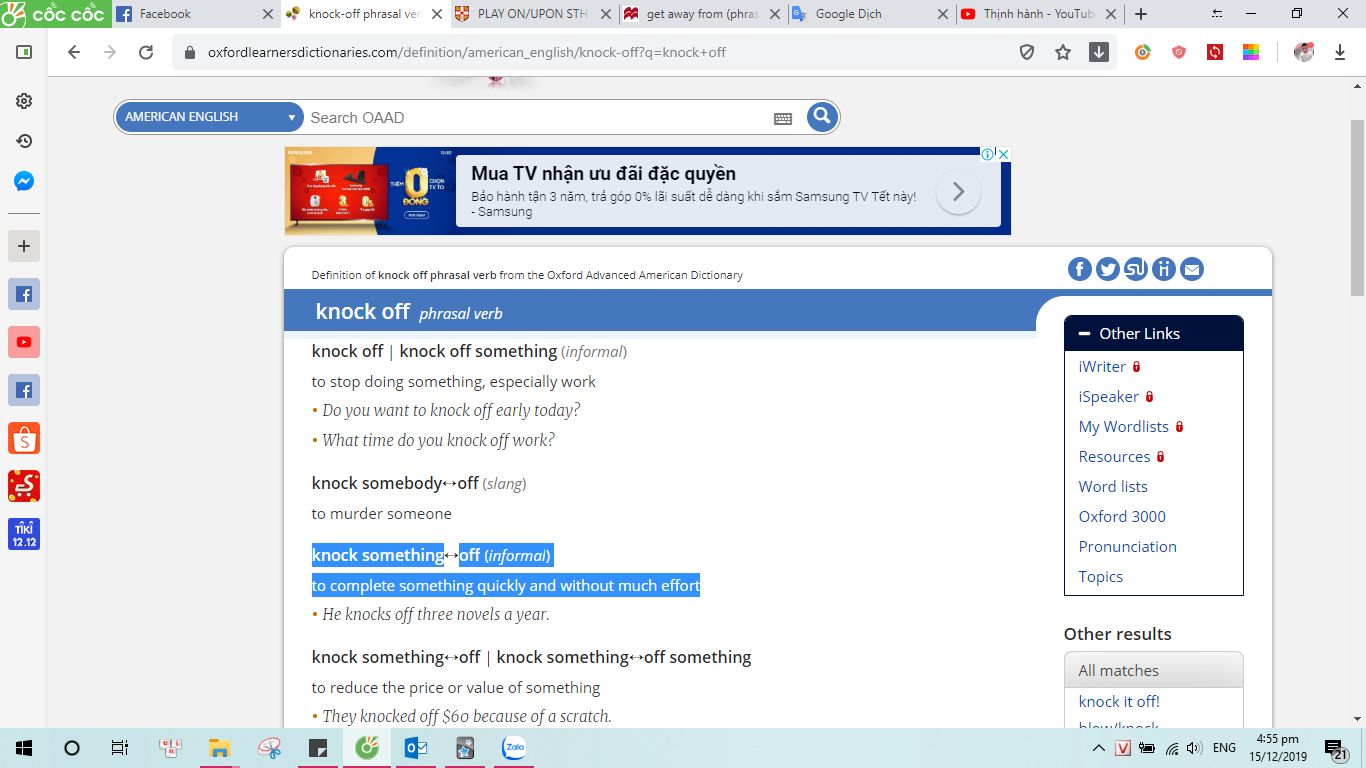 cốc cốc
Facebook
knock-off phrasal ver
PLAY ON/UPON STH
get away from (phras
Google Dịch
Thịnh hành - YouTube
oxfordlearnersdictionaries.com/definition/american_english/knock-off?q=knock+off
AMERICAN ENGLISH
Search OAAD
SAMSUNG
THÊM 0 ĐỒNG
CHỌN TV TO
MUA NGAY
Mua TV nhận ưu đãi đặc quyền
Bảo hành tận 3 năm, trả góp 0% lãi suất dễ dàng khi sắm Samsung TV Tết này!
- Samsung
Definition of knock off phrasal verb from the Oxford Advanced American Dictionary
knock off phrasal verb
knock off | knock off something (informal)
to stop doing something, especially work
• Do you want to knock off early today?
• What time do you knock off work?
knock somebody↔off (slang)
to murder someone
knock something↔off (informal)
to complete something quickly and without much effort
• He knocks off three novels a year.
knock something↔off | knock something↔off something
to reduce the price or value of something
• They knocked off $60 because of a scratch.
Other Links
iWriter
iSpeaker
My Wordlists
Resources
Word lists
Oxford 3000
Pronunciation
Topics
Other results
All matches
knock it off!
blow/knock
TIKI
12.12
Zalo
ENG
4:55 pm
15/12/2019
21